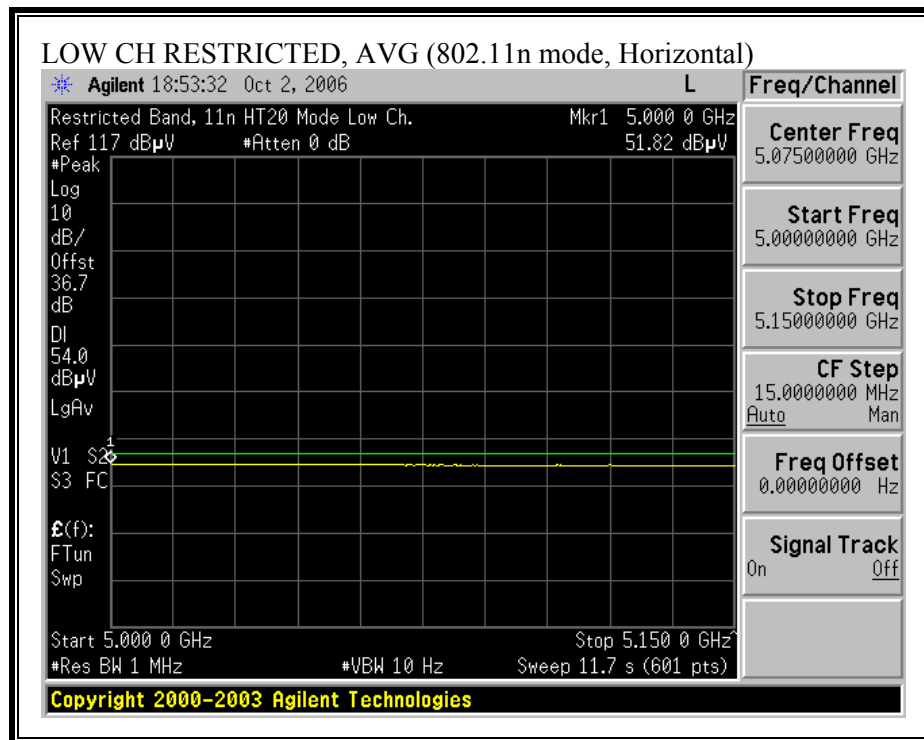 LOW CH RESTRICTED, AVG (802.11n mode, Horizontal)
Agilent 18:53:32 Oct 2, 2006 L
Restricted Band, 11n HT20 Mode Low Ch. Mkr1 5.000 0 GHz
Ref 117 dBµV #Atten 0 dB 51.82 dBµV
#Peak
Log
10
dB/
Offst
36.7
dB
DI
54.0
dBµV
LgAv
1
V1 S2
S3 FC
£(f):
FTun
Swp
Start 5.000 0 GHz Stop 5.150 0 GHz^
#Res BW 1 MHz #VBW 10 Hz Sweep 11.7 s (601 pts)
Copyright 2000-2003 Agilent Technologies
Freq/Channel
Center Freq
5.07500000 GHz
Start Freq
5.00000000 GHz
Stop Freq
5.15000000 GHz
CF Step
15.0000000 MHz
Auto Man
Freq Offset
0.00000000 Hz
Signal Track
On Off